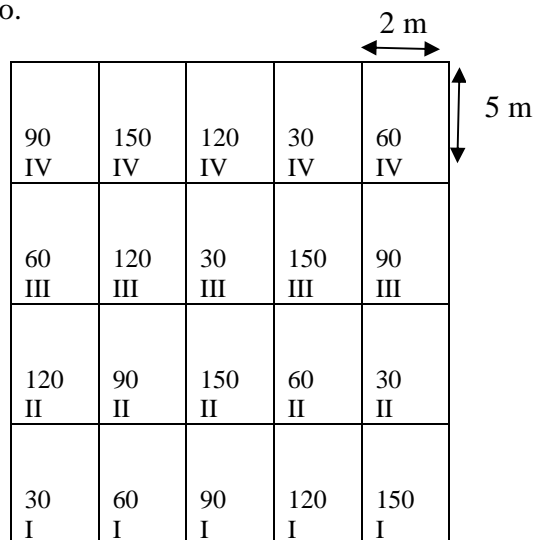 o.
2 m
5 m
90 150 120 30 60
IV IV IV IV IV
60 120 30 150 90
III III III III III
120 90 150 60 30
II II II II II
30 60 90 120 150
I I I I I